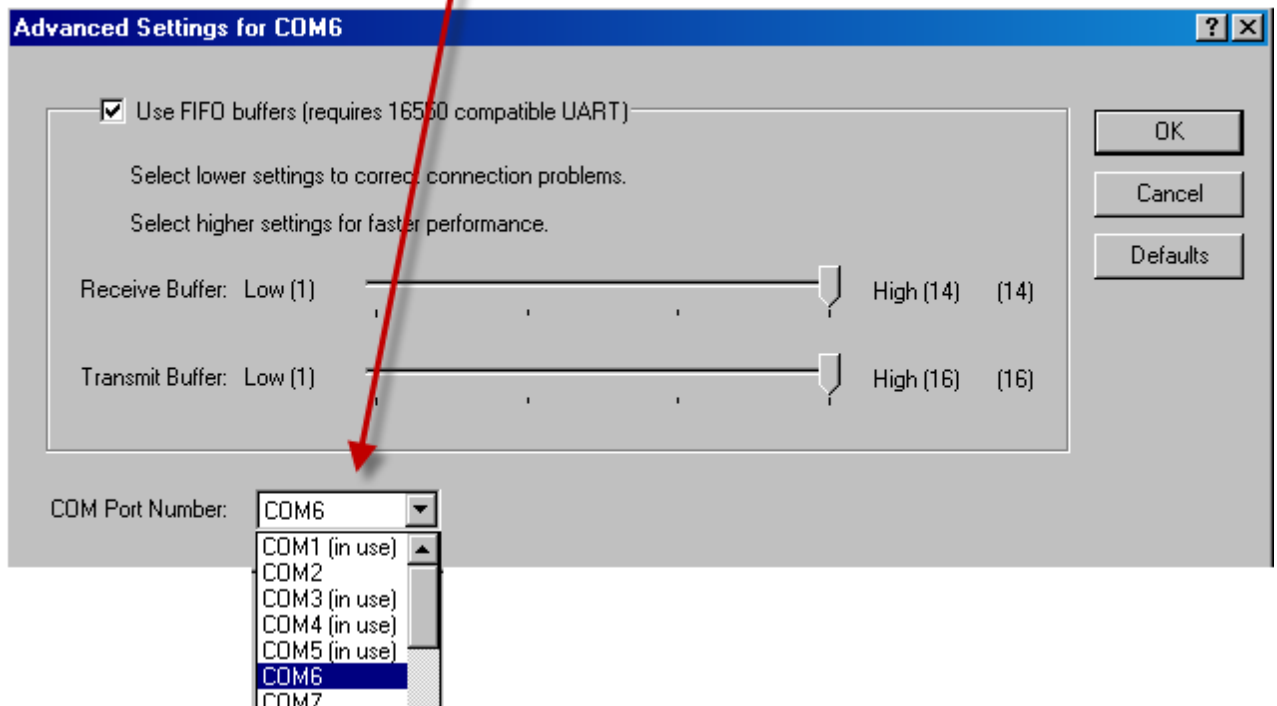 Advanced Settings for COM6
Use FIFO buffers (requires 16550 compatible UART)
OK
Select lower settings to correct connection problems.
Cancel
Select higher settings for faster performance.
Defaults
Receive Buffer: Low (1) High (14) (14)
Transmit Buffer: Low (1) High (16) (16)
COM Port Number: COM6
COM1 (in use)
COM2
COM3 (in use)
COM4 (in use)
COM5 (in use)
COM6
COM7